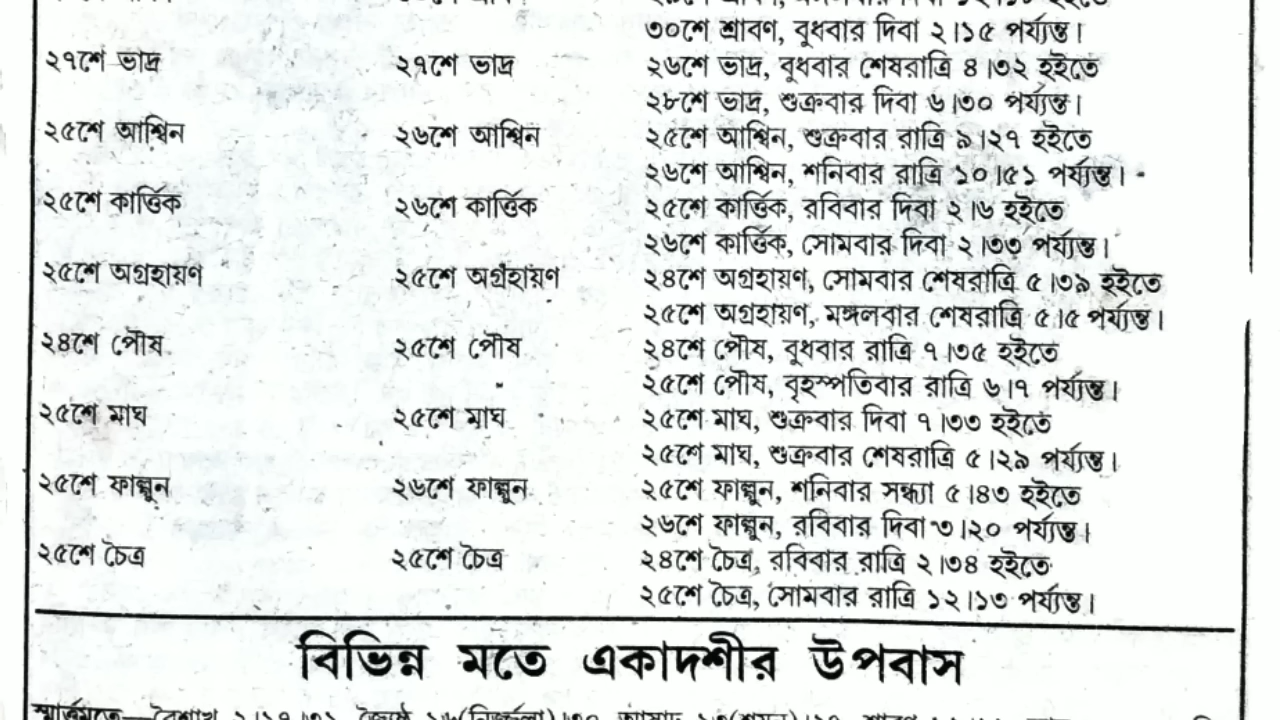 ৩০শে শ্রাবণ, বুধবার দিবা ২।১৫ পর্য্যন্ত।
২৭শে ভাদ্র ২৭শে ভাদ্র ২৬শে ভাদ্র, বুধবার শেষরাত্রি ৪।৩২ হইতে
২৮শে ভাদ্র, শুক্রবার দিবা ৬।৩০ পর্য্যন্ত।
২৫শে আশ্বিন ২৬শে আশ্বিন ২৫শে আশ্বিন, শুক্রবার রাত্রি ৯।২৭ হইতে
২৬শে আশ্বিন, শনিবার রাত্রি ১০।৫১ পর্য্যন্ত।
২৫শে কার্ত্তিক ২৬শে কার্ত্তিক ২৫শে কার্ত্তিক, রবিবার দিবা ২।৬ হইতে
২৬শে কার্ত্তিক, সোমবার দিবা ২।৩৩ পর্য্যন্ত।
২৫শে অগ্রহায়ণ ২৫শে অগ্রহায়ণ ২৪শে অগ্রহায়ণ, সোমবার শেষরাত্রি ৫।৩৯ হইতে
২৫শে অগ্রহায়ণ, মঙ্গলবার শেষরাত্রি ৫।৫ পর্য্যন্ত।
২৪শে পৌষ ২৫শে পৌষ ২৪শে পৌষ, বুধবার রাত্রি ৭।৩৫ হইতে
২৫শে পৌষ, বৃহস্পতিবার রাত্রি ৬।৭ পর্য্যন্ত।
২৫শে মাঘ ২৫শে মাঘ ২৫শে মাঘ, শুক্রবার দিবা ৭।৩৩ হইতে
২৫শে মাঘ, শুক্রবার শেষরাত্রি ৫।২৯ পর্য্যন্ত।
২৫শে ফাল্গুন ২৬শে ফাল্গুন ২৫শে ফাল্গুন, শনিবার সন্ধ্যা ৫।৪৩ হইতে
২৬শে ফাল্গুন, রবিবার দিবা ৩।২০ পর্য্যন্ত।
২৫শে চৈত্র ২৫শে চৈত্র ২৪শে চৈত্র, রবিবার রাত্রি ২।৩৪ হইতে
২৫শে চৈত্র, সোমবার রাত্রি ১২।১৩ পর্য্যন্ত।
বিভিন্ন মতে একাদশীর উপবাস
স্মার্ত্তমতে—বৈশাখ